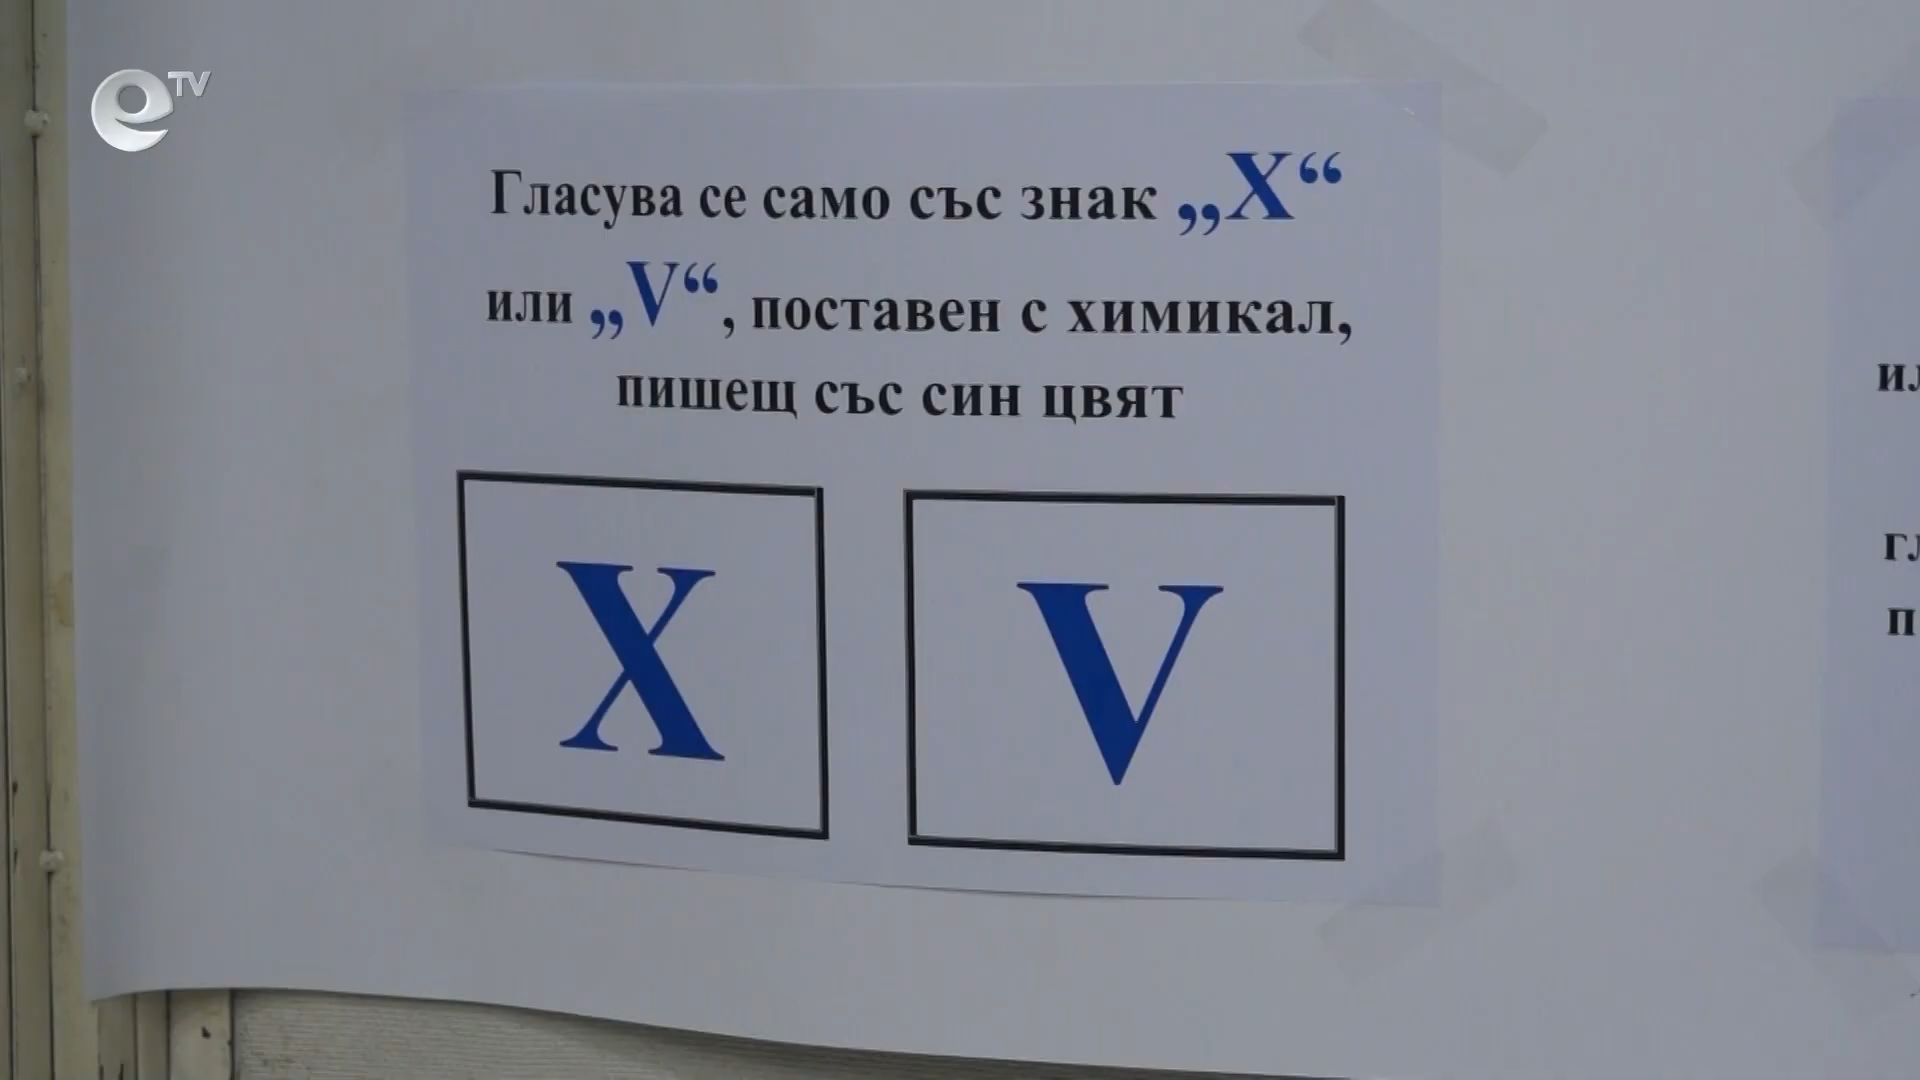 eTV
Гласува се само със знак „X“
или „V“, поставен с химикал,
пишещ със син цвят
X V